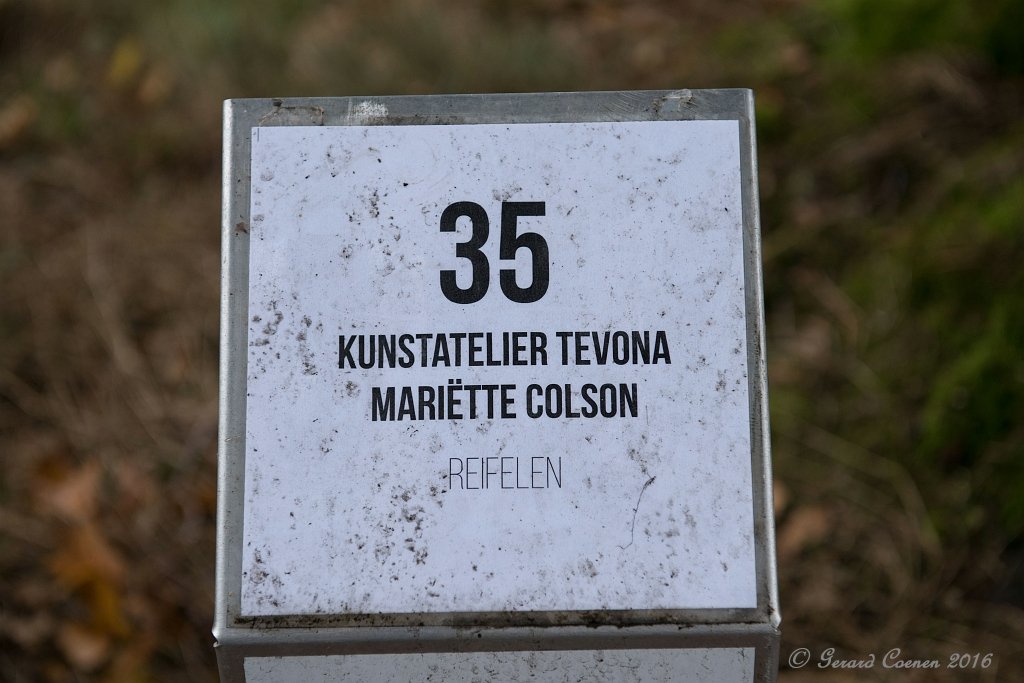 35
KUNSTATELIER TEVONA
MARIËTTE COLSON
REIFELEN
© Gerard Coenen 2016